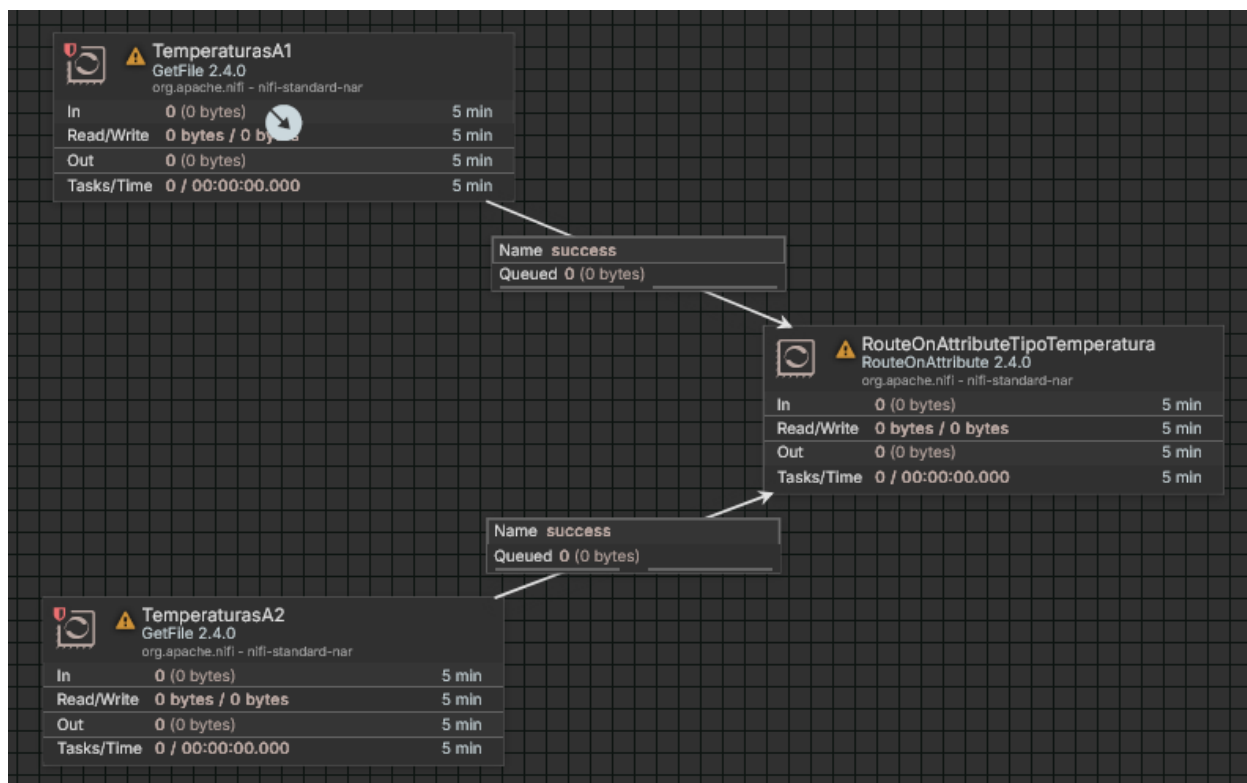 TemperaturasA1
GetFile 2.4.0
org.apache.nifi - nifi-standard-nar
In 0 (0 bytes) 5 min
Read/Write 0 bytes / 0 5 min
Out 0 (0 bytes) 5 min
Tasks/Time 0 / 00:00:00.000 5 min
Name success
Queued 0 (0 bytes)
RouteOnAttributeTipoTemperatura
RouteOnAttribute 2.4.0
org.apache.nifi - nifi-standard-nar
In 0 (0 bytes) 5 min
Read/Write 0 bytes / 0 bytes 5 min
Out 0 (0 bytes) 5 min
Tasks/Time 0 / 00:00:00.000 5 min
Name success
Queued 0 (0 bytes)
TemperaturasA2
GetFile 2.4.0
org.apache.nifi - nifi-standard-nar
In 0 (0 bytes) 5 min
Read/Write 0 bytes / 0 bytes 5 min
Out 0 (0 bytes) 5 min
Tasks/Time 0 / 00:00:00.000 5 min